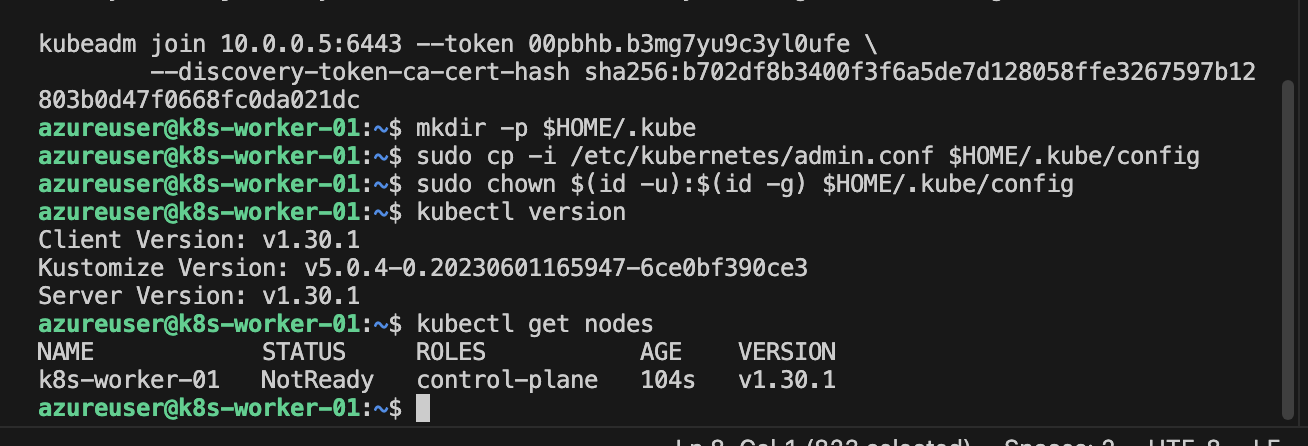 kubeadm join 10.0.0.5:6443 --token 00pbhb.b3mg7yu9c3yl0ufe \
        --discovery-token-ca-cert-hash sha256:b702df8b3400f3f6a5de7d128058ffe3267597b12
803b0d47f0668fc0da021dc
azureuser@k8s-worker-01:~$ mkdir -p $HOME/.kube
azureuser@k8s-worker-01:~$ sudo cp -i /etc/kubernetes/admin.conf $HOME/.kube/config
azureuser@k8s-worker-01:~$ sudo chown $(id -u):$(id -g) $HOME/.kube/config
azureuser@k8s-worker-01:~$ kubectl version
Client Version: v1.30.1
Kustomize Version: v5.0.4-0.20230601165947-6ce0bf390ce3
Server Version: v1.30.1
azureuser@k8s-worker-01:~$ kubectl get nodes
NAME            STATUS     ROLES           AGE    VERSION
k8s-worker-01   NotReady   control-plane   104s   v1.30.1
azureuser@k8s-worker-01:~$